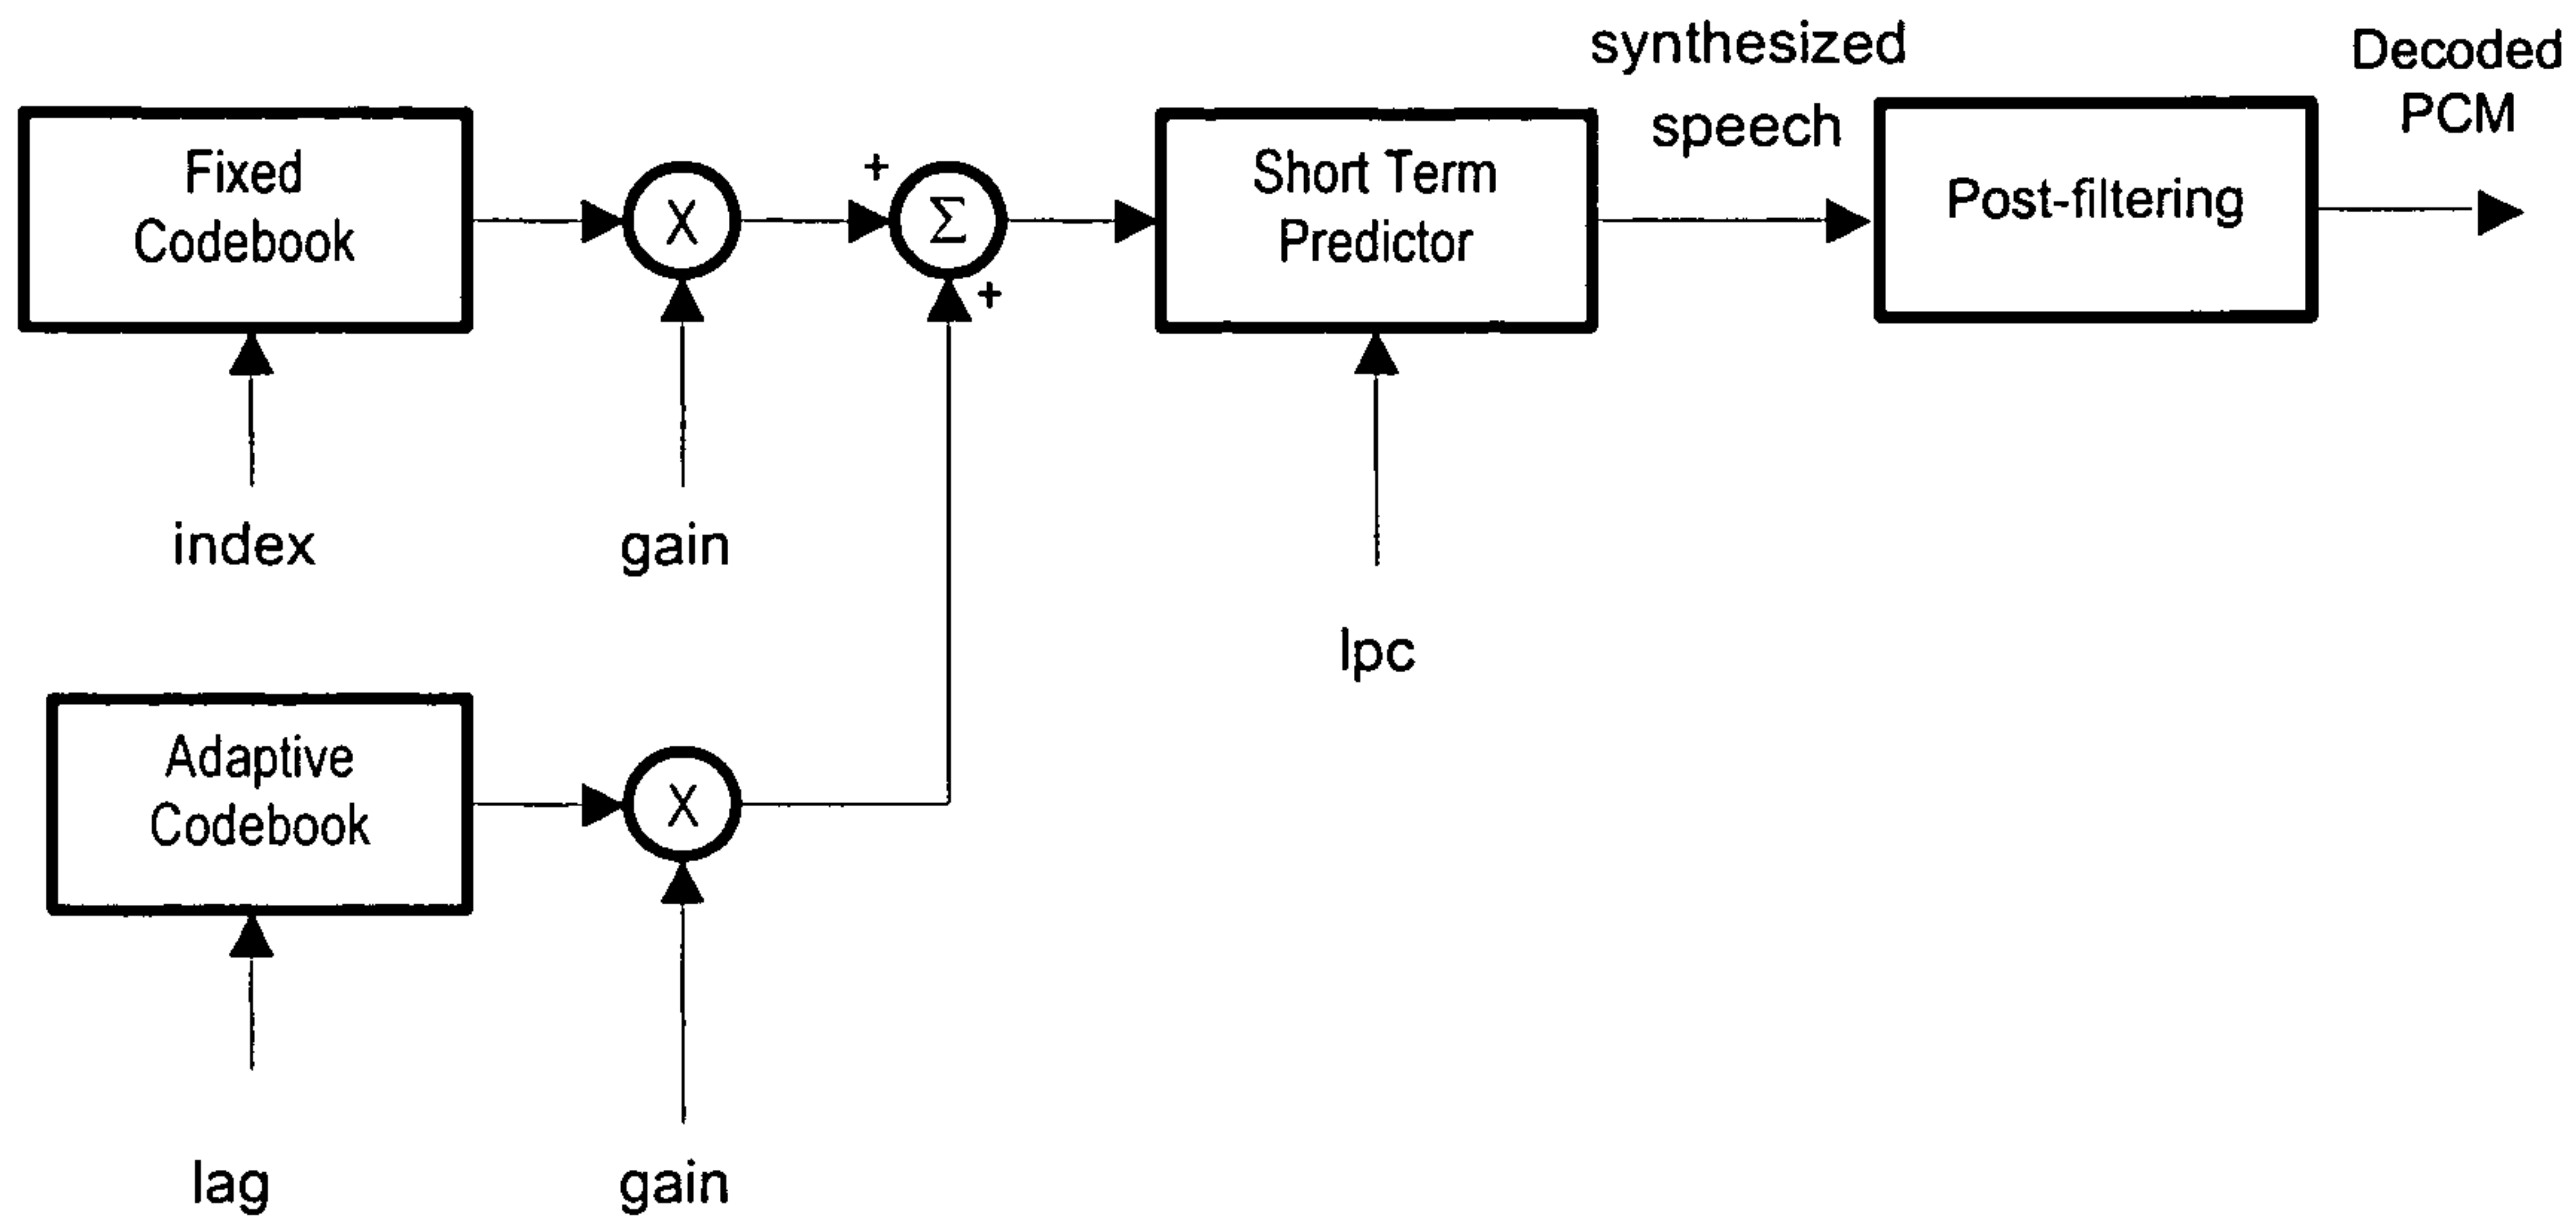 synthesized
speech
Decoded
PCM
Fixed
Codebook
X
+
Σ
+
Short Term
Predictor
Post-filtering
index
gain
lpc
Adaptive
Codebook
X
lag
gain